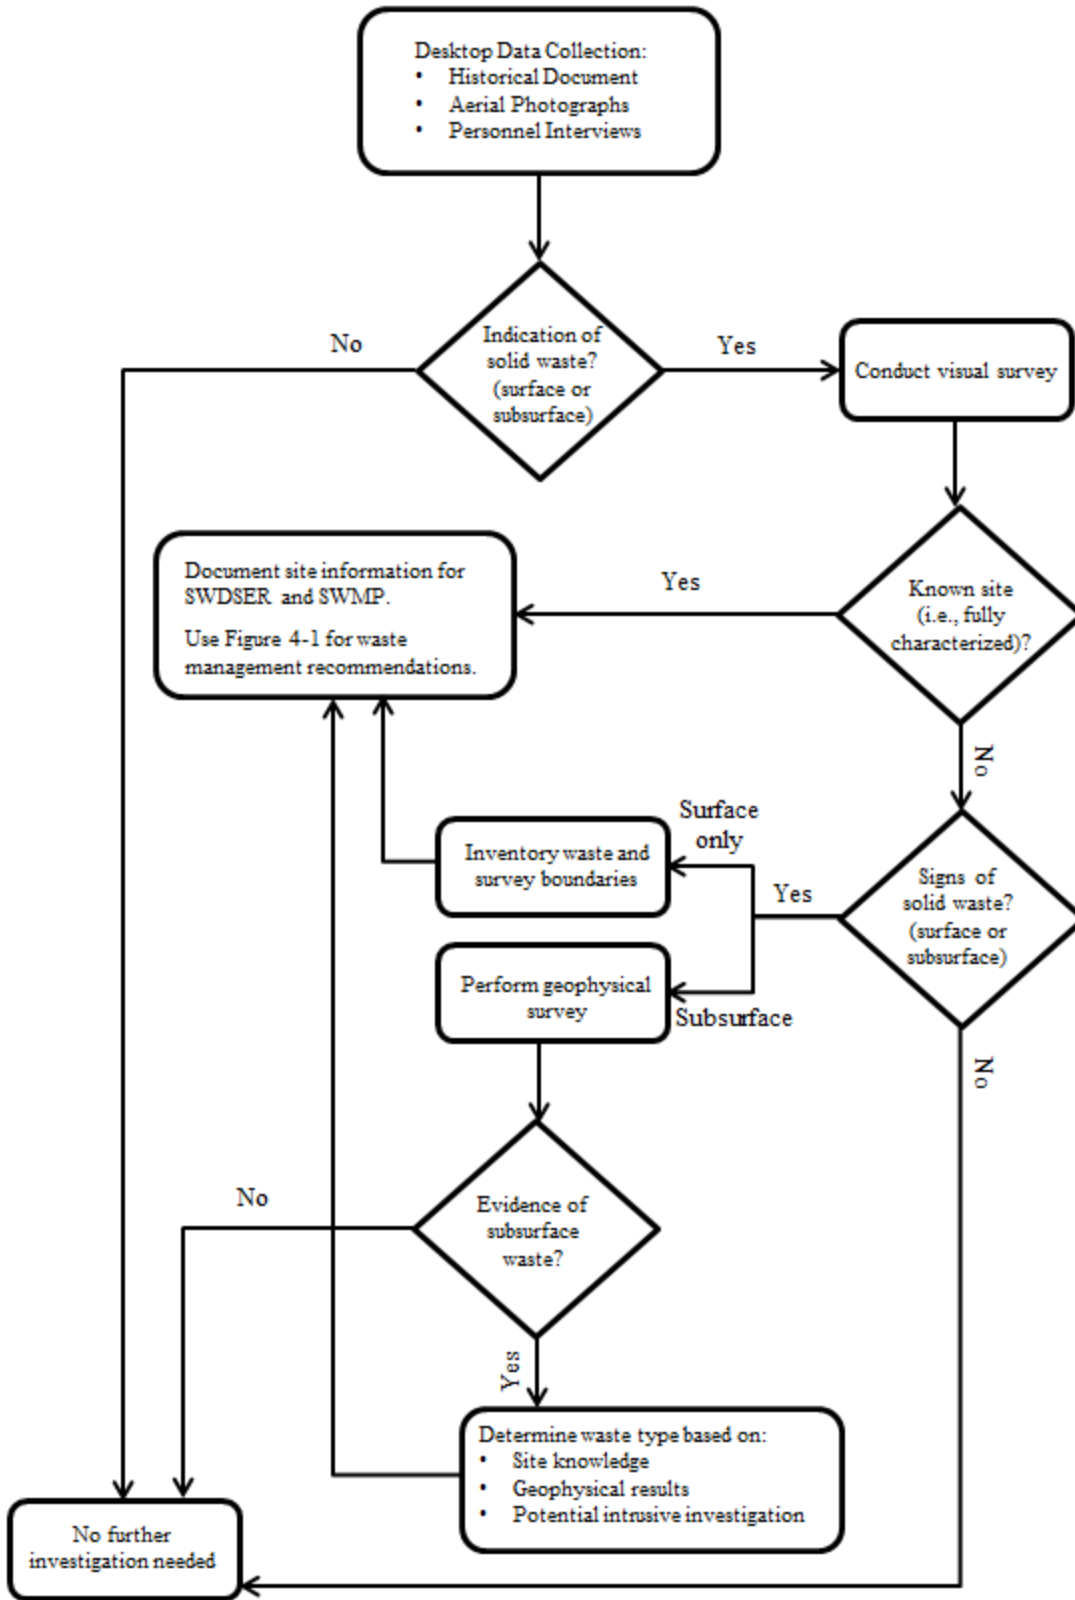 Desktop Data Collection:
• Historical Document
• Aerial Photographs
• Personnel Interviews
Indication of
solid waste?
(surface or
subsurface)
No
Yes
Conduct visual survey
Known site
(i.e., fully
characterized)?
Yes
No
Document site information for
SWDSER and SWMP.
Use Figure 4-1 for waste
management recommendations.
Signs of
solid waste?
(surface or
subsurface)
Yes
No
Surface
only
Inventory waste and
survey boundaries
Subsurface
Perform geophysical
survey
Evidence of
subsurface
waste?
No
Yes
Determine waste type based on:
• Site knowledge
• Geophysical results
• Potential intrusive investigation
No further
investigation needed